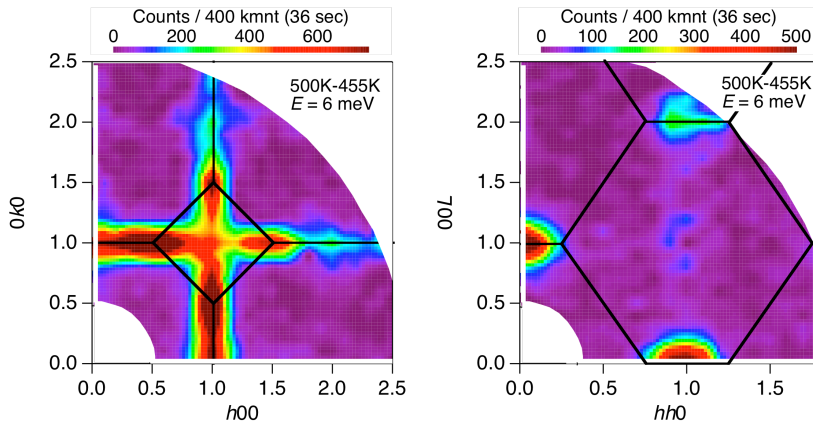 Counts / 400 kmnt (36 sec)
0 200 400 600
500K-455K
E = 6 meV
2.5
2.0
1.5
1.0
0.5
0.0
0k0
0.0 0.5 1.0 1.5 2.0 2.5
h00
Counts / 400 kmnt (36 sec)
0 100 200 300 400 500
500K-455K
E = 6 meV
2.5
2.0
1.5
1.0
0.5
0.0
00L
0.0 0.5 1.0 1.5
hh0